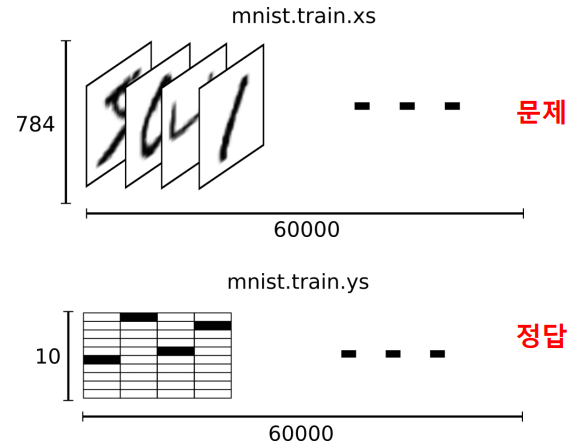 mnist.train.xs
784
문제
60000
mnist.train.ys
10
정답
60000